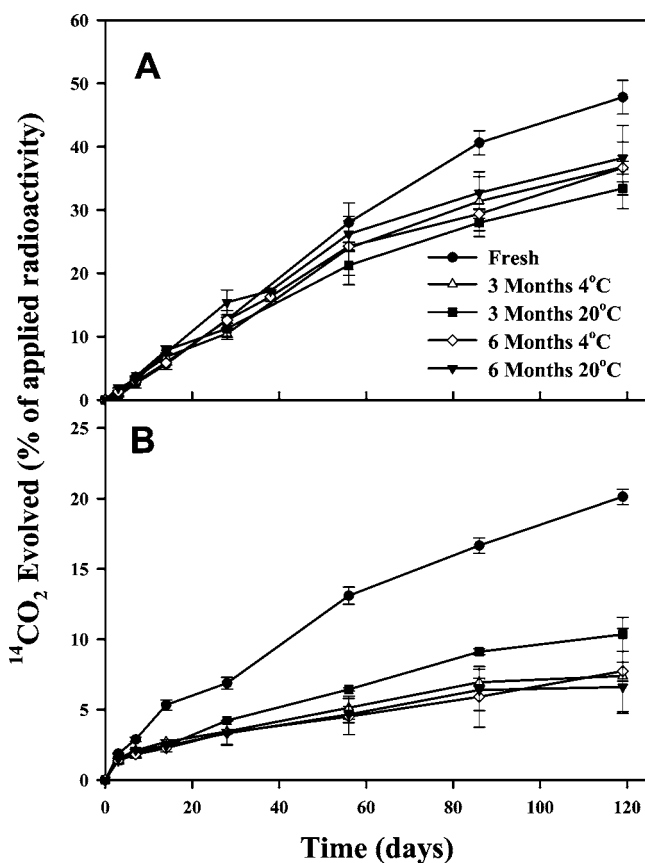 60
50
40
30
20
10
0
A
Fresh
3 Months 4°C
3 Months 20°C
6 Months 4°C
6 Months 20°C
¹⁴CO₂ Evolved (% of applied radioactivity)
25
20
15
10
5
0
B
0 20 40 60 80 100 120
Time (days)